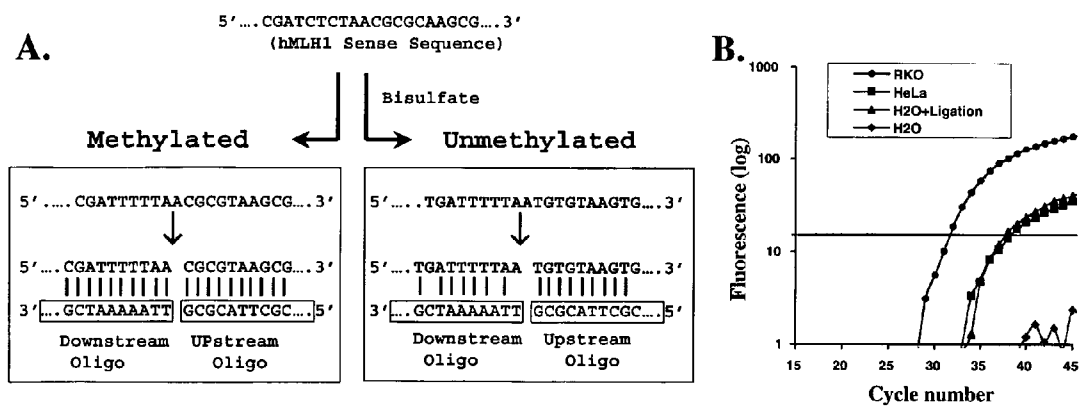 A.
5'….CGATCTCTAACGCGCAAGCG….3'
(hMLH1 Sense Sequence)
Bisulfate
Methylated
Unmethylated
5'…..CGATTTTTAACGCGTAAGCG….3'
5'….CGATTTTTAA CGCGTAAGCG….3'
3'….GCTAAAAATT GCGCATTCGC….5'
Downstream Oligo
UPstream Oligo
5'…..TGATTTTTAATGTGTAAGTG….3'
5'….TGATTTTTAA TGTGTAAGTG….3'
3'….GCTAAAAATT GCGCATTCGC….5'
Downstream Oligo
Upstream Oligo
B.
RKO
HeLa
H2O+Ligation
H2O
Fluorescence (log)
1000
100
10
1
15 20 25 30 35 40 45
Cycle number